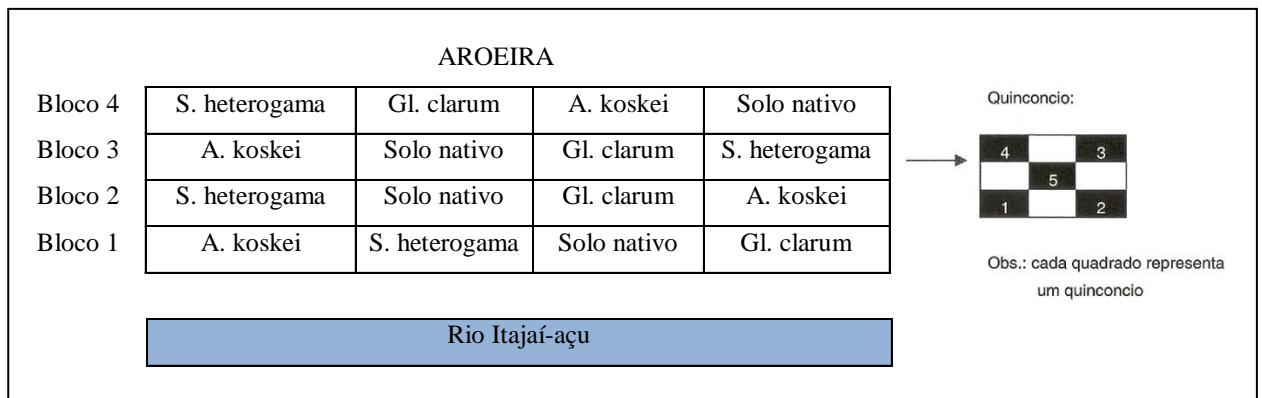 AROEIRA
Bloco 4 S. heterogama Gl. clarum A. koskei Solo nativo
Bloco 3 A. koskei Solo nativo Gl. clarum S. heterogama
Bloco 2 S. heterogama Solo nativo Gl. clarum A. koskei
Bloco 1 A. koskei S. heterogama Solo nativo Gl. clarum
Rio Itajaí-açu
Quinconcio:
4 3
5
1 2
Obs.: cada quadrado representa
um quinconcio